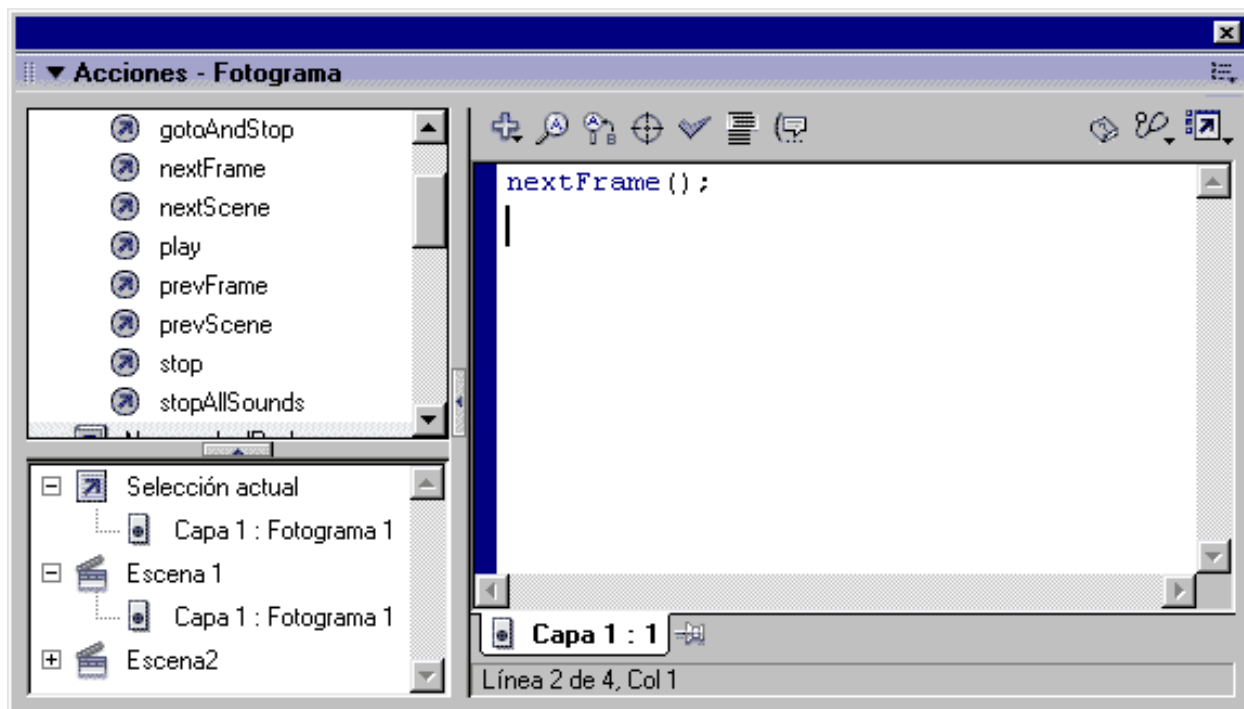 Acciones - Fotograma
gotoAndStop
nextFrame
nextScene
play
prevFrame
prevScene
stop
stopAllSounds
Selección actual
Capa 1 : Fotograma 1
Escena 1
Capa 1 : Fotograma 1
Escena2
nextFrame();
Capa 1 : 1
Línea 2 de 4, Col 1